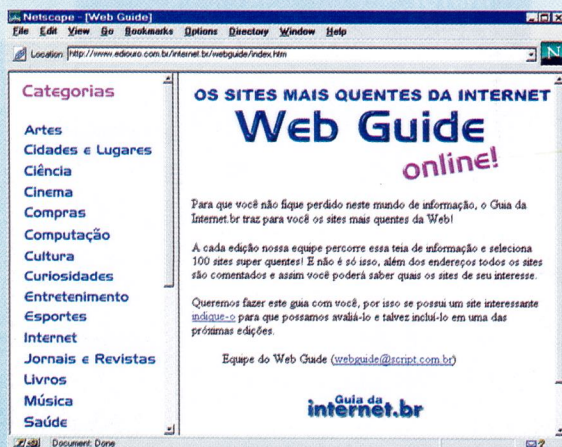 Netscape - [Web Guide]
File Edit View Go Bookmarks Options Directory Window Help
Location: http://www.ediouro.com.br/internet.br/webguide/index.htm
N
Categorias
Artes
Cidades e Lugares
Ciência
Cinema
Compras
Computação
Cultura
Curiosidades
Entretenimento
Esportes
Internet
Jornais e Revistas
Livros
Música
Saúde
OS SITES MAIS QUENTES DA INTERNET
Web Guide
online!
Para que você não fique perdido neste mundo de informação, o Guia da
Internet.br traz para você os sites mais quentes da Web!
A cada edição nossa equipe percorre essa teia de informação e seleciona
100 sites super quentes! E não é só isso, além dos endereços todos os sites
são comentados e assim você poderá saber quais os sites de seu interesse.
Queremos fazer este guia com você, por isso se possui um site interessante
indique-o para que possamos avaliá-lo e talvez incluí-lo em uma das
próximas edições.
Equipe do Web Guide (webguide@script.com.br)
Guia da
internet.br
Document: Done